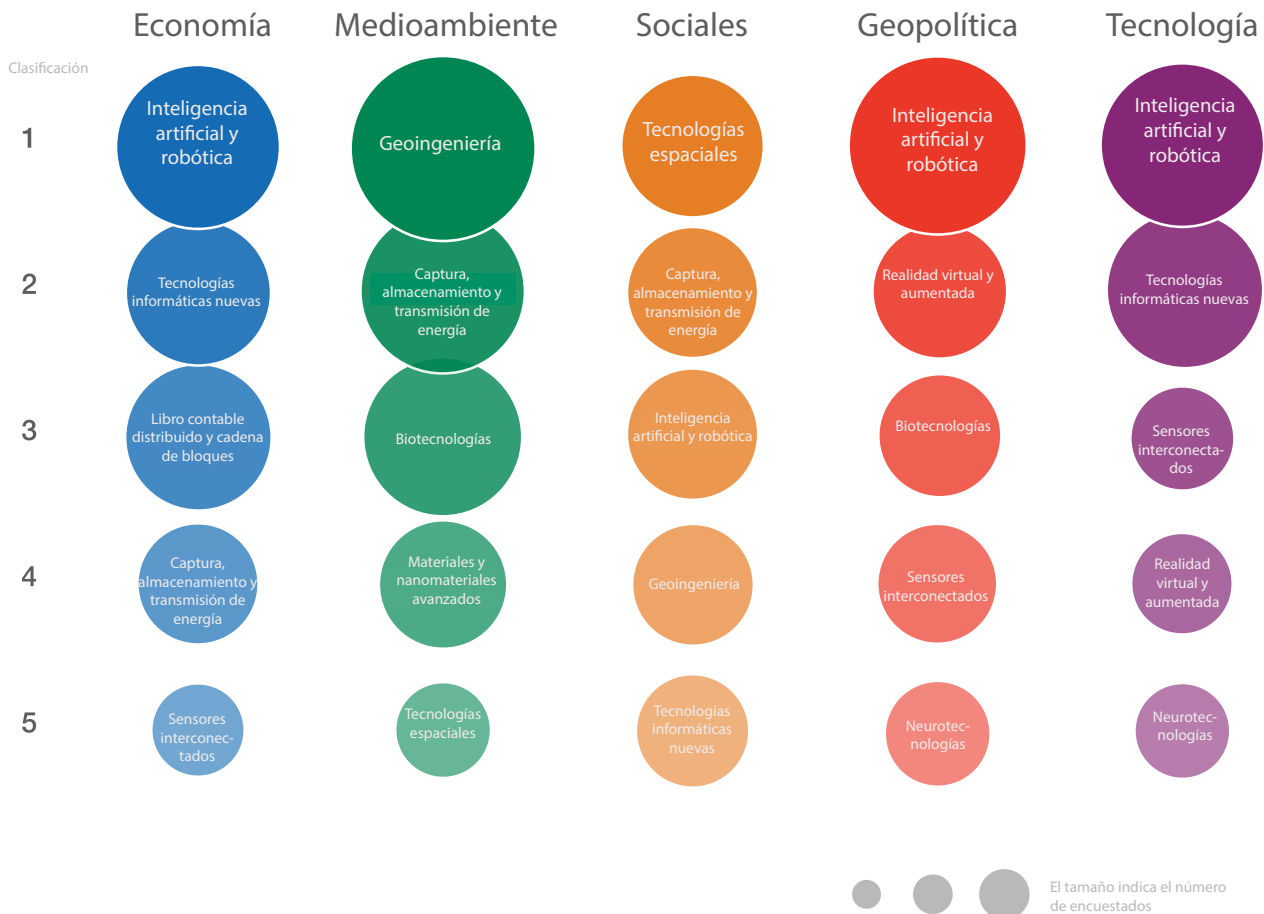 Economía
Medioambiente
Sociales
Geopolítica
Tecnología
Clasificación
1
Inteligencia
artificial y
robótica
Geoingeniería
Tecnologías
espaciales
Inteligencia
artificial y
robótica
Inteligencia
artificial y
robótica
2
Tecnologías
informáticas nuevas
Captura,
almacenamiento y
transmisión de
energía
Captura,
almacenamiento y
transmisión de
energía
Realidad virtual y
aumentada
Tecnologías
informáticas nuevas
3
Libro contable
distribuido y cadena
de bloques
Biotecnologías
Inteligencia
artificial y robótica
Biotecnologías
Sensores
interconecta-
dos
4
Captura,
almacenamiento y
transmisión de
energía
Materiales y
nanomateriales
avanzados
Geoingeniería
Sensores
interconectados
Realidad
virtual y
aumentada
5
Sensores
interconec-
tados
Tecnologías
espaciales
Tecnologías
informáticas
nuevas
Neurotec-
nologías
Neurotec-
nologías
El tamaño indica el número
de encuestados